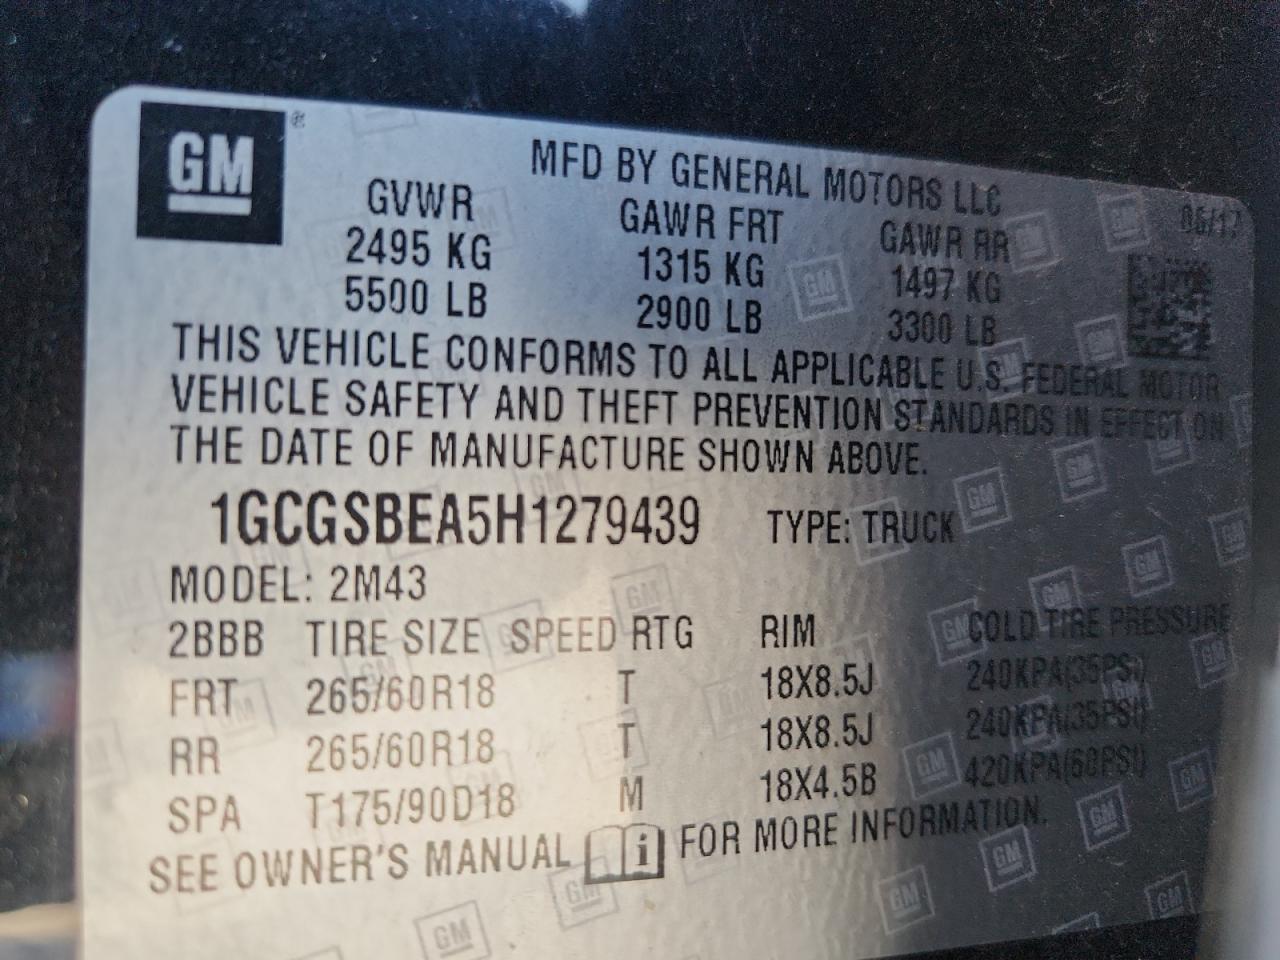 GM ®
MFD BY GENERAL MOTORS LLC
06/17
GVWR GAWR FRT GAWR RR
2495 KG 1315 KG 1497 KG
5500 LB 2900 LB 3300 LB
THIS VEHICLE CONFORMS TO ALL APPLICABLE U.S. FEDERAL MOTOR
VEHICLE SAFETY AND THEFT PREVENTION STANDARDS IN EFFECT ON
THE DATE OF MANUFACTURE SHOWN ABOVE.
1GCGSBEA5H1279439 TYPE: TRUCK
MODEL: 2M43
2BBB TIRE SIZE SPEED RTG RIM COLD TIRE PRESSURE
FRT 265/60R18 T 18X8.5J 240KPA(35PSI)
RR 265/60R18 T 18X8.5J 240KPA(35PSI)
SPA T175/90D18 M 18X4.5B 420KPA(60PSI)
SEE OWNER'S MANUAL i FOR MORE INFORMATION.